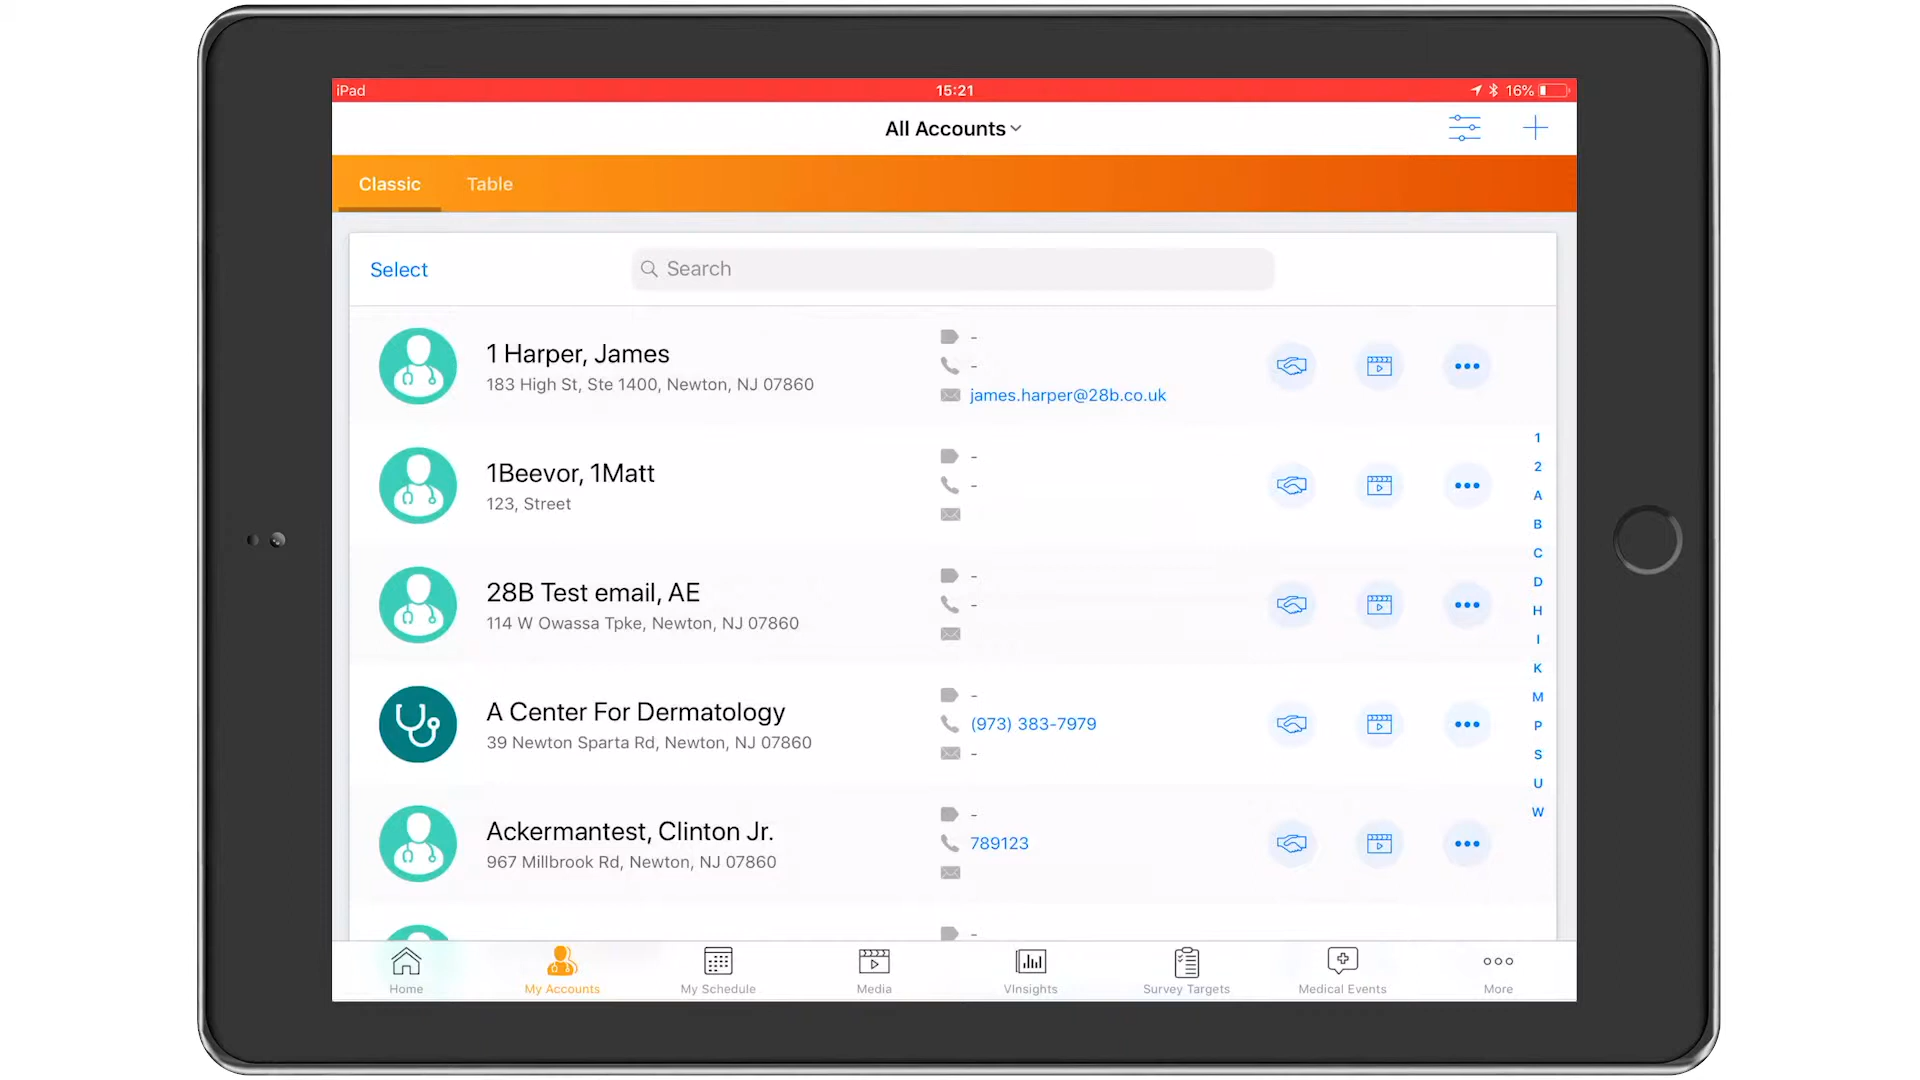 iPad
15:21
16%
All Accounts
Classic
Table
Select
Search
1 Harper, James
183 High St, Ste 1400, Newton, NJ 07860
-
-
james.harper@28b.co.uk
1Beevor, 1Matt
123, Street
-
-
28B Test email, AE
114 W Owassa Tpke, Newton, NJ 07860
-
-
A Center For Dermatology
39 Newton Sparta Rd, Newton, NJ 07860
-
(973) 383-7979
-
Ackermantest, Clinton Jr.
967 Millbrook Rd, Newton, NJ 07860
-
789123
-
1
2
A
B
C
D
H
I
K
M
P
S
U
W
Home
My Accounts
My Schedule
Media
VInsights
Survey Targets
Medical Events
More